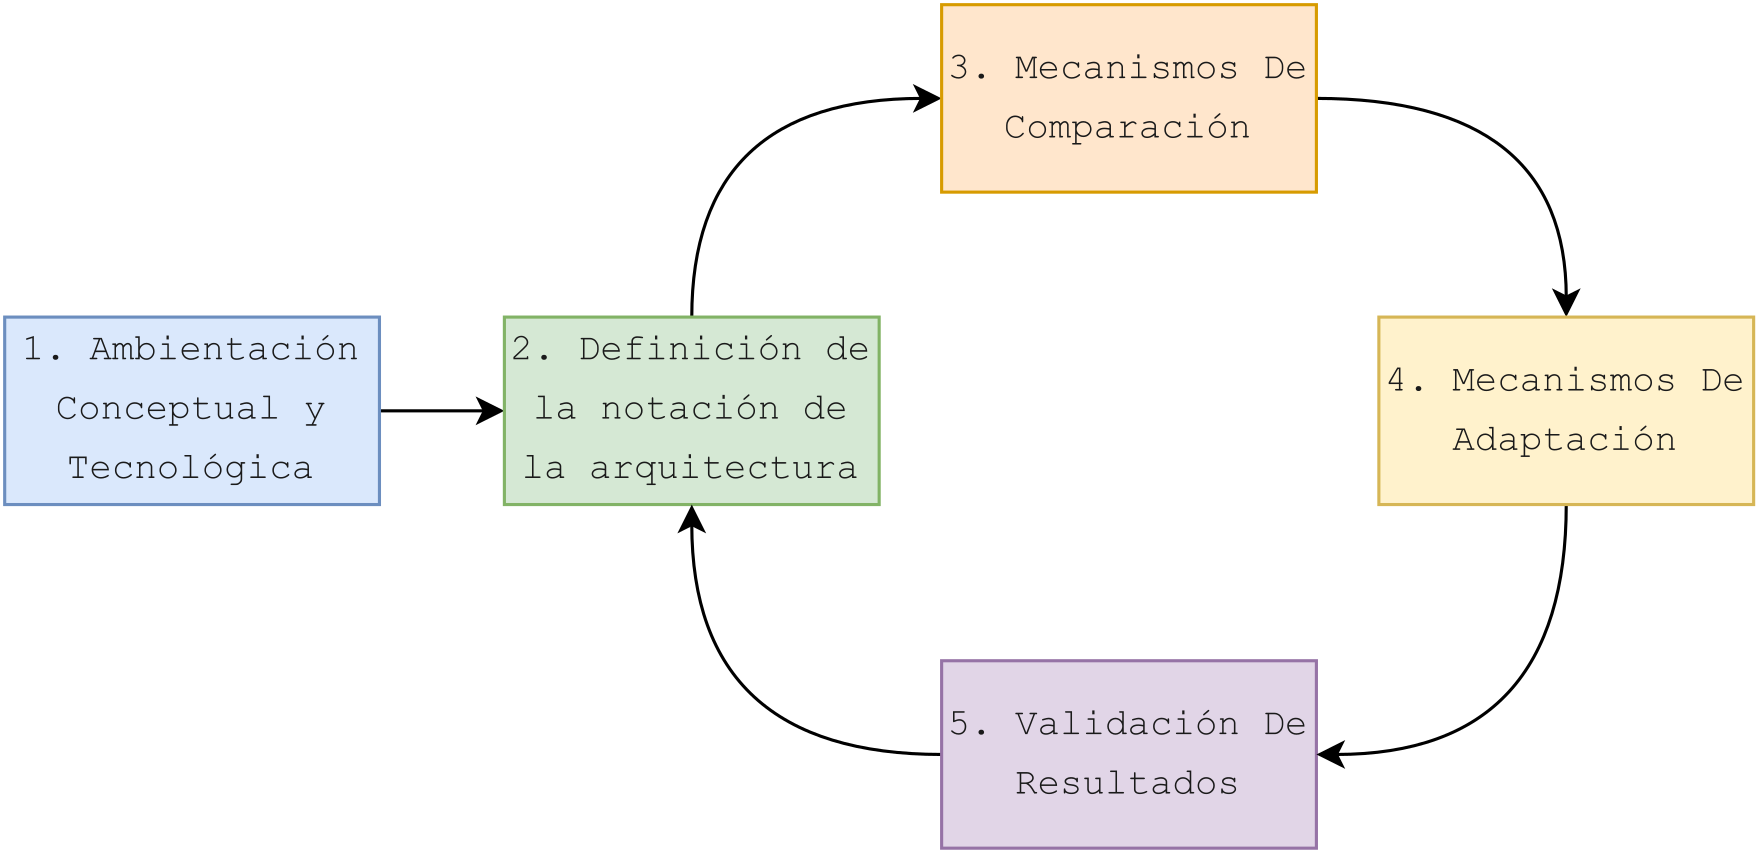 1. Ambientación
Conceptual y
Tecnológica
2. Definición de
la notación de
la arquitectura
3. Mecanismos De
Comparación
4. Mecanismos De
Adaptación
5. Validación De
Resultados